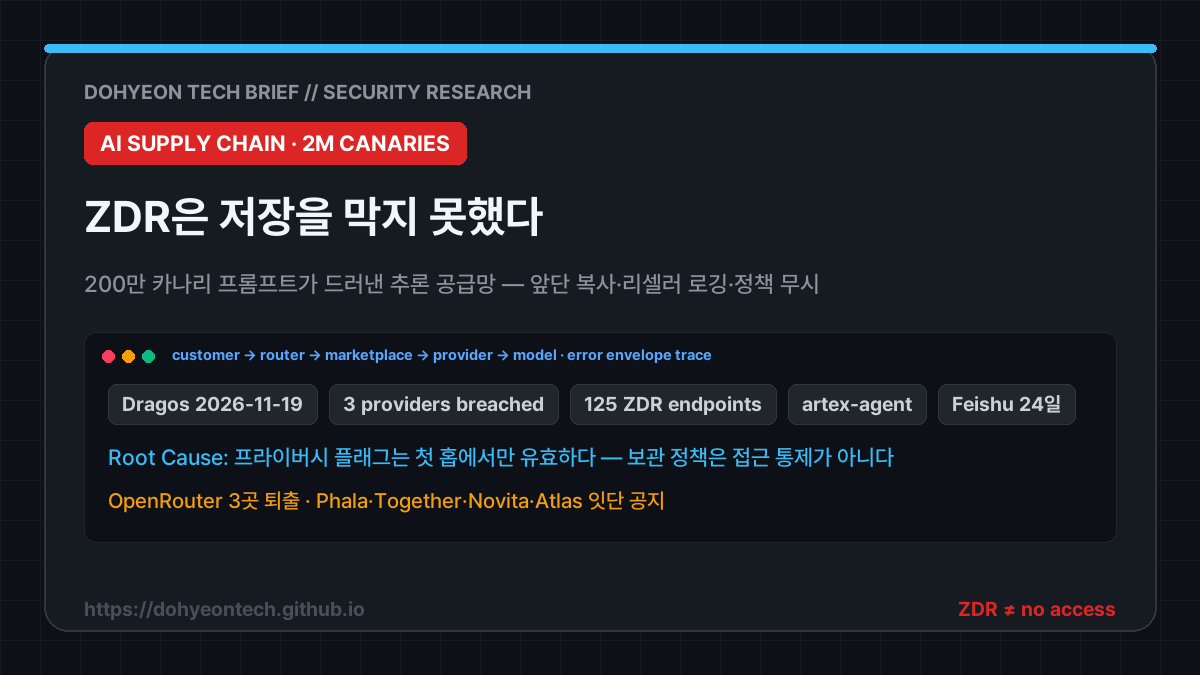 DOHYEON TECH BRIEF // SECURITY RESEARCH
AI SUPPLY CHAIN · 2M CANARIES
ZDR은 저장을 막지 못했다
200만 카나리 프롬프트가 드러낸 추론 공급망 — 앞단 복사·리셀러 로깅·정책 무시
customer → router → marketplace → provider → model · error envelope trace
Dragos 2026-11-19 3 providers breached 125 ZDR endpoints artex-agent Feishu 24일
Root Cause: 프라이버시 플래그는 첫 홉에서만 유효하다 — 보관 정책은 접근 통제가 아니다
OpenRouter 3곳 퇴출 · Phala·Together·Novita·Atlas 잇단 공지
https://dohyeontech.github.io
ZDR ≠ no access